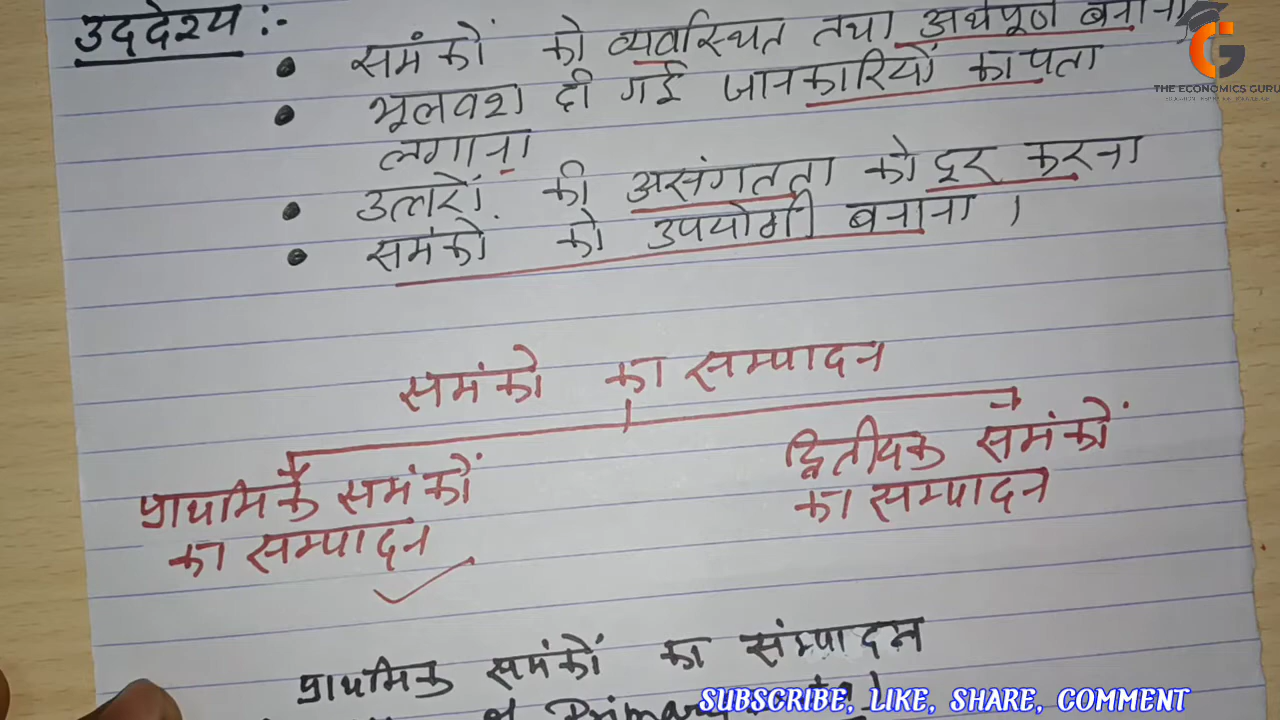 उद्देश्य :-
• समंकों को व्यवस्थित तथा अर्थपूर्ण बनाना
• भूलवश दी गई जानकारियों का पता
लगाना
• उत्तरों की असंगतता को दूर करना
• समंको को उपयोगी बनाना ।
समंको का सम्पादन
प्राथमिक समंकों
का सम्पादन
द्वितीयक समंकों
का सम्पादन
प्राथमिक समंकों का संम्पादन
of Primary
THE ECONOMICS GURU
SUBSCRIBE, LIKE, SHARE, COMMENT